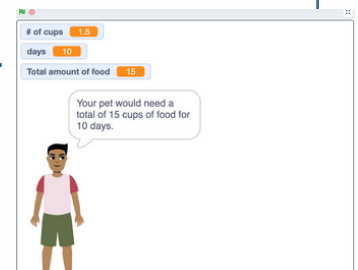 # of cups 1.5
days 10
Total amount of food 15
Your pet would need a
total of 15 cups of food for
10 days.